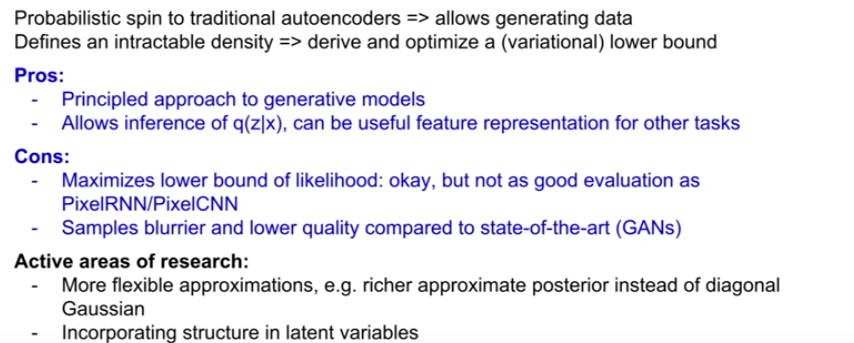 Probabilistic spin to traditional autoencoders => allows generating data
Defines an intractable density => derive and optimize a (variational) lower bound
Pros:
- Principled approach to generative models
- Allows inference of q(z|x), can be useful feature representation for other tasks
Cons:
- Maximizes lower bound of likelihood: okay, but not as good evaluation as
PixelRNN/PixelCNN
- Samples blurrier and lower quality compared to state-of-the-art (GANs)
Active areas of research:
- More flexible approximations, e.g. richer approximate posterior instead of diagonal
Gaussian
- Incorporating structure in latent variables